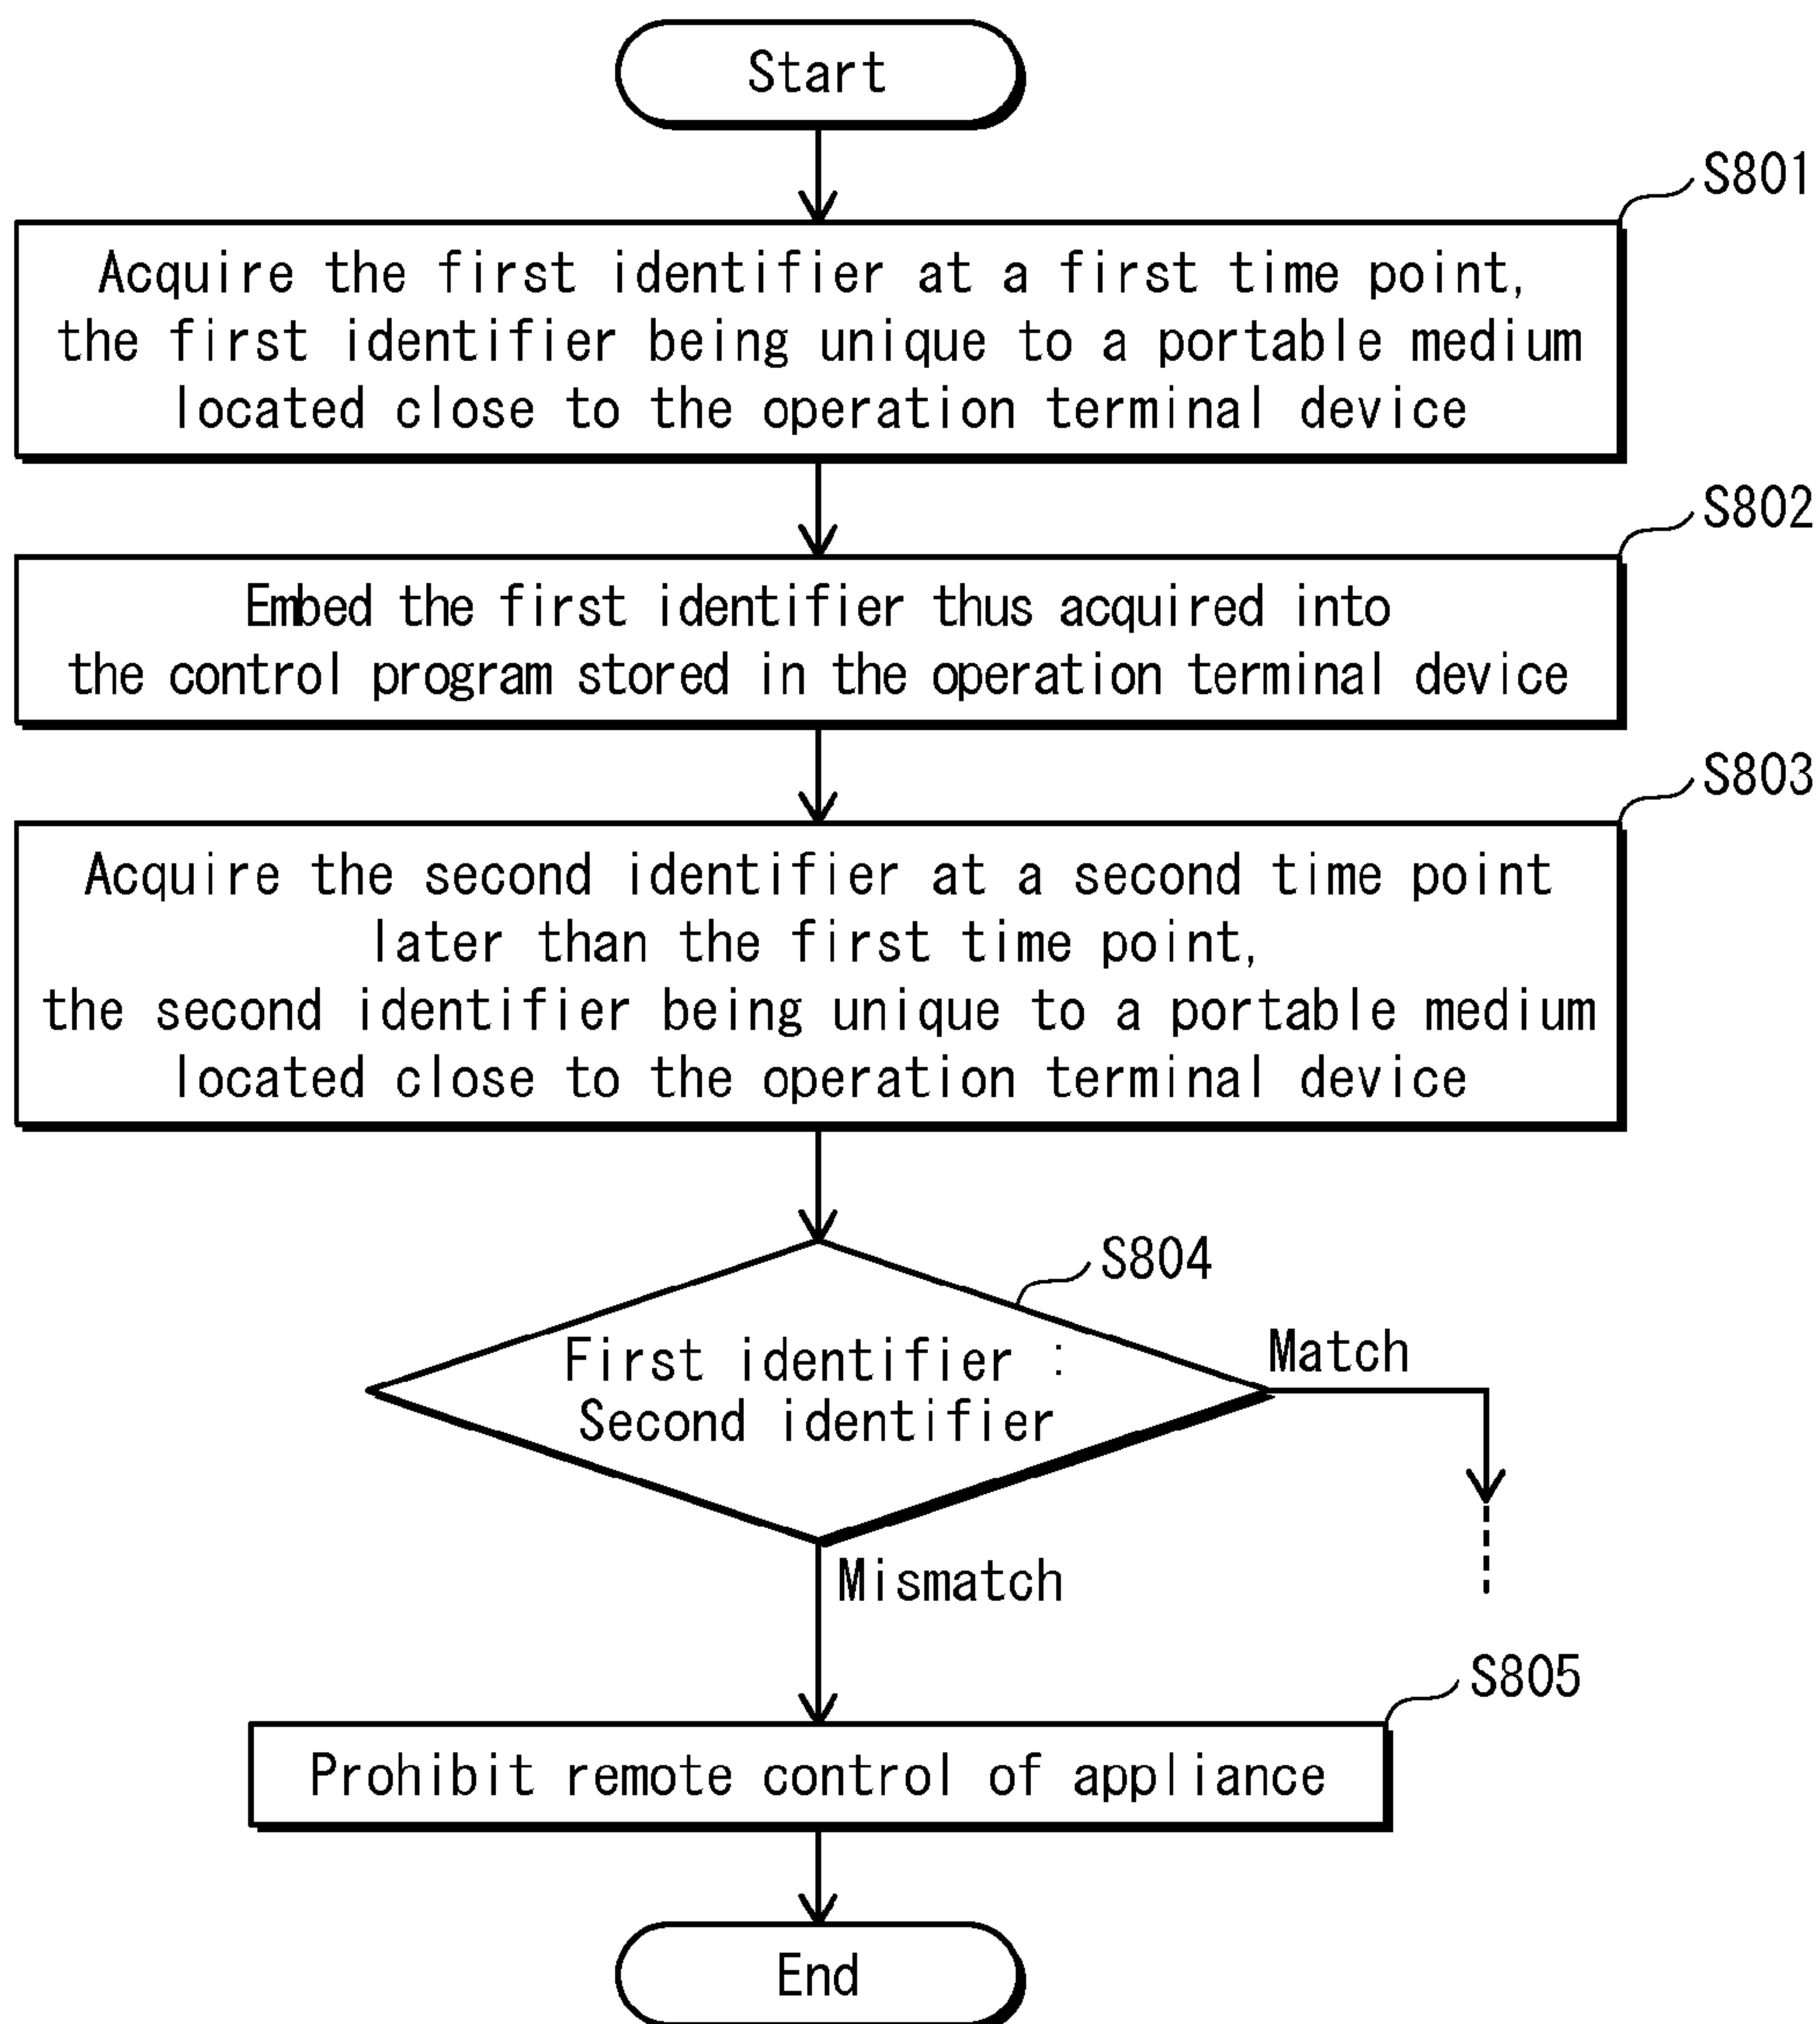 Start
S801
Acquire the first identifier at a first time point,
the first identifier being unique to a portable medium
located close to the operation terminal device
S802
Embed the first identifier thus acquired into
the control program stored in the operation terminal device
S803
Acquire the second identifier at a second time point
later than the first time point,
the second identifier being unique to a portable medium
located close to the operation terminal device
S804
First identifier :
Second identifier
Match
Mismatch
S805
Prohibit remote control of appliance
End